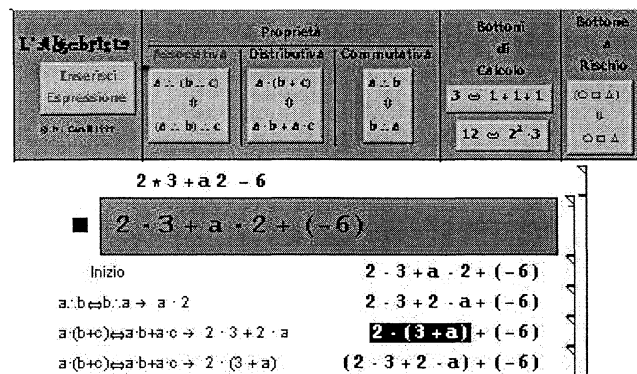 L'Algebrista
Inserisci
Espressione
Proprietà
Associativa Distributiva Commutativa
a ∴ (b ∴ c)
⇕
(a ∴ b) ∴ c
a·(b + c)
⇕
a·b + a·c
a ∴ b
⇕
b ∴ a
Bottoni
di
Calcolo
3 ⇔ 1+1+1
12 ⇔ 2²·3
Bottone
a
Rischio
(○ □ △)
⇓
○ □ △
2*3+a 2 -6
2 · 3 + a · 2 + (-6)
Inizio 2 · 3 + a · 2 + (-6)
a∴b⇔b∴a → a · 2 2 · 3 + 2 · a + (-6)
a·(b+c)⇔a·b+a·c → 2 · 3 + 2 · a 2 · (3 + a) + (-6)
a·(b+c)⇔a·b+a·c → 2 · (3 + a) (2 · 3 + 2 · a) + (-6)